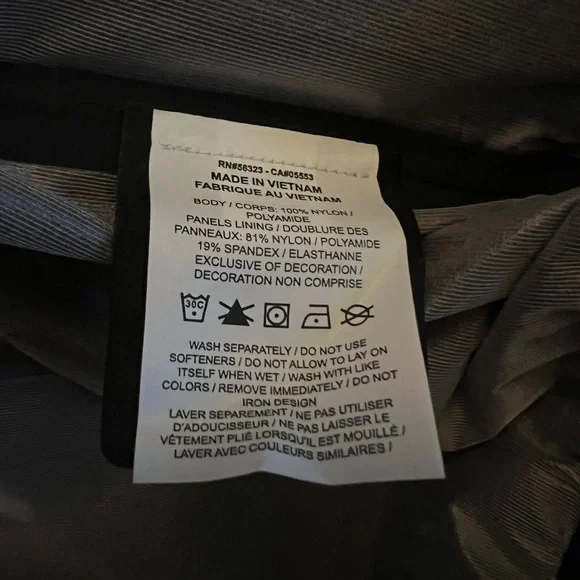 RN#56323 - CA#05553
MADE IN VIETNAM
FABRIQUE AU VIETNAM
BODY / CORPS: 100% NYLON /
POLYAMIDE
PANELS LINING / DOUBLURE DES
PANNEAUX: 81% NYLON / POLYAMIDE
19% SPANDEX / ELASTHANNE
EXCLUSIVE OF DECORATION /
DECORATION NON COMPRISE
30C
WASH SEPARATELY / DO NOT USE
SOFTENERS / DO NOT ALLOW TO LAY ON
ITSELF WHEN WET / WASH WITH LIKE
COLORS / REMOVE IMMEDIATELY / DO NOT
IRON DESIGN
LAVER SEPAREMENT / NE PAS UTILISER
D'ADOUCISSEUR / NE PAS LAISSER LE
VÊTEMENT PLIÉ LORSQU'IL EST MOUILLÉ /
LAVER AVEC COULEURS SIMILAIRES /